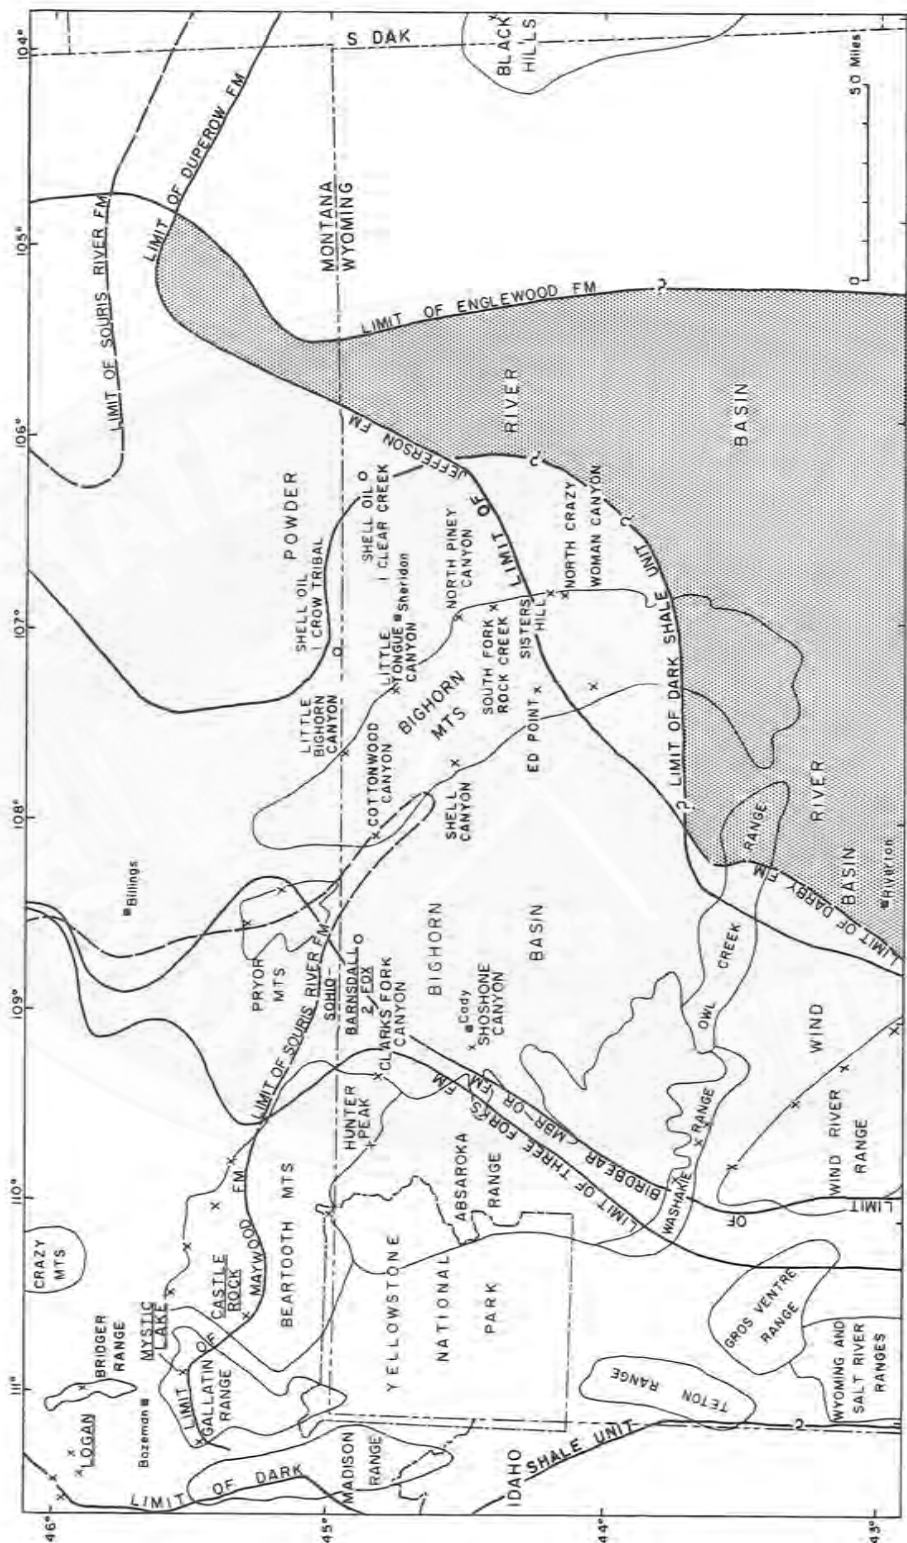 104°
105°
106°
107°
108°
109°
110°
111°
46°
45°
44°
43°
S DAK
BLACK
HILLS
50 Miles
0
LIMIT OF DUPEROW FM
LIMIT OF SOURIS RIVER FM
MONTANA
WYOMING
LIMIT OF ENGLEWOOD FM
?
POWDER
RIVER
BASIN
JEFFERSON FM
LIMIT OF
?
?
LIMIT OF DARK SHALE UNIT
?
SHELL OIL
1 CROW TRIBAL
SHELL OIL
1 CLEAR CREEK
LITTLE
TONGUE
CANYON
Sheridan
NORTH PINEY
CANYON
NORTH CRAZY
WOMAN CANYON
SISTERS
HILL
SOUTH FORK
ROCK CREEK
ED POINT
LITTLE
BIGHORN
CANYON
BIGHORN
MTS
COTTONWOOD
CANYON
SHELL
CANYON
Billings
PRYOR
MTS
LIMIT OF SOURIS RIVER FM
SOHIO-
BARNSDALL
2 FOX
CLARKS FORK
CANYON
BIGHORN
BASIN
Cody
SHOSHONE
CANYON
OWL
CREEK
RANGE
WIND
RIVER
BASIN
Riverton
LIMIT OF DARBY FM
HUNTER
PEAK
ABSAROKA
RANGE
LIMIT OF THREE FORKS FM
LIMIT OF BIRDBEAR MBR OR FM
WASHAKIE RANGE
WIND RIVER
RANGE
CRAZY
MTS
BRIDGER
RANGE
MYSTIC
LAKE
CASTLE
ROCK
LIMIT OF MAYWOOD FM
BEARTOOTH MTS
?
YELLOWSTONE
NATIONAL
PARK
GROS VENTRE
RANGE
TETON
RANGE
WYOMING AND
SALT RIVER
RANGES
LOGAN
Bozeman
GALLATIN
RANGE
MADISON
RANGE
LIMIT OF DARK SHALE UNIT
?
IDAHO